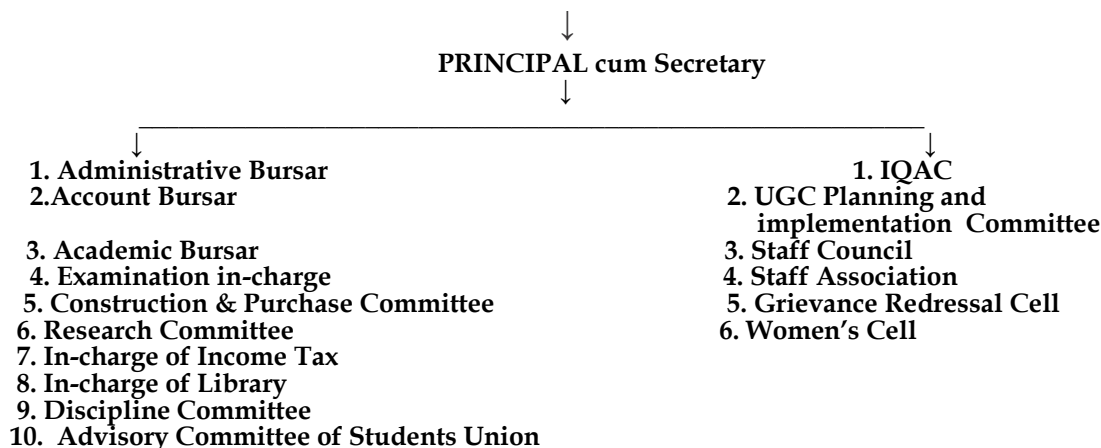 ↓
PRINCIPAL cum Secretary
↓
↓ ↓
1. Administrative Bursar
2.Account Bursar
3. Academic Bursar
4. Examination in-charge
5. Construction & Purchase Committee
6. Research Committee
7. In-charge of Income Tax
8. In-charge of Library
9. Discipline Committee
10. Advisory Committee of Students Union
1. IQAC
2. UGC Planning and
implementation Committee
3. Staff Council
4. Staff Association
5. Grievance Redressal Cell
6. Women's Cell